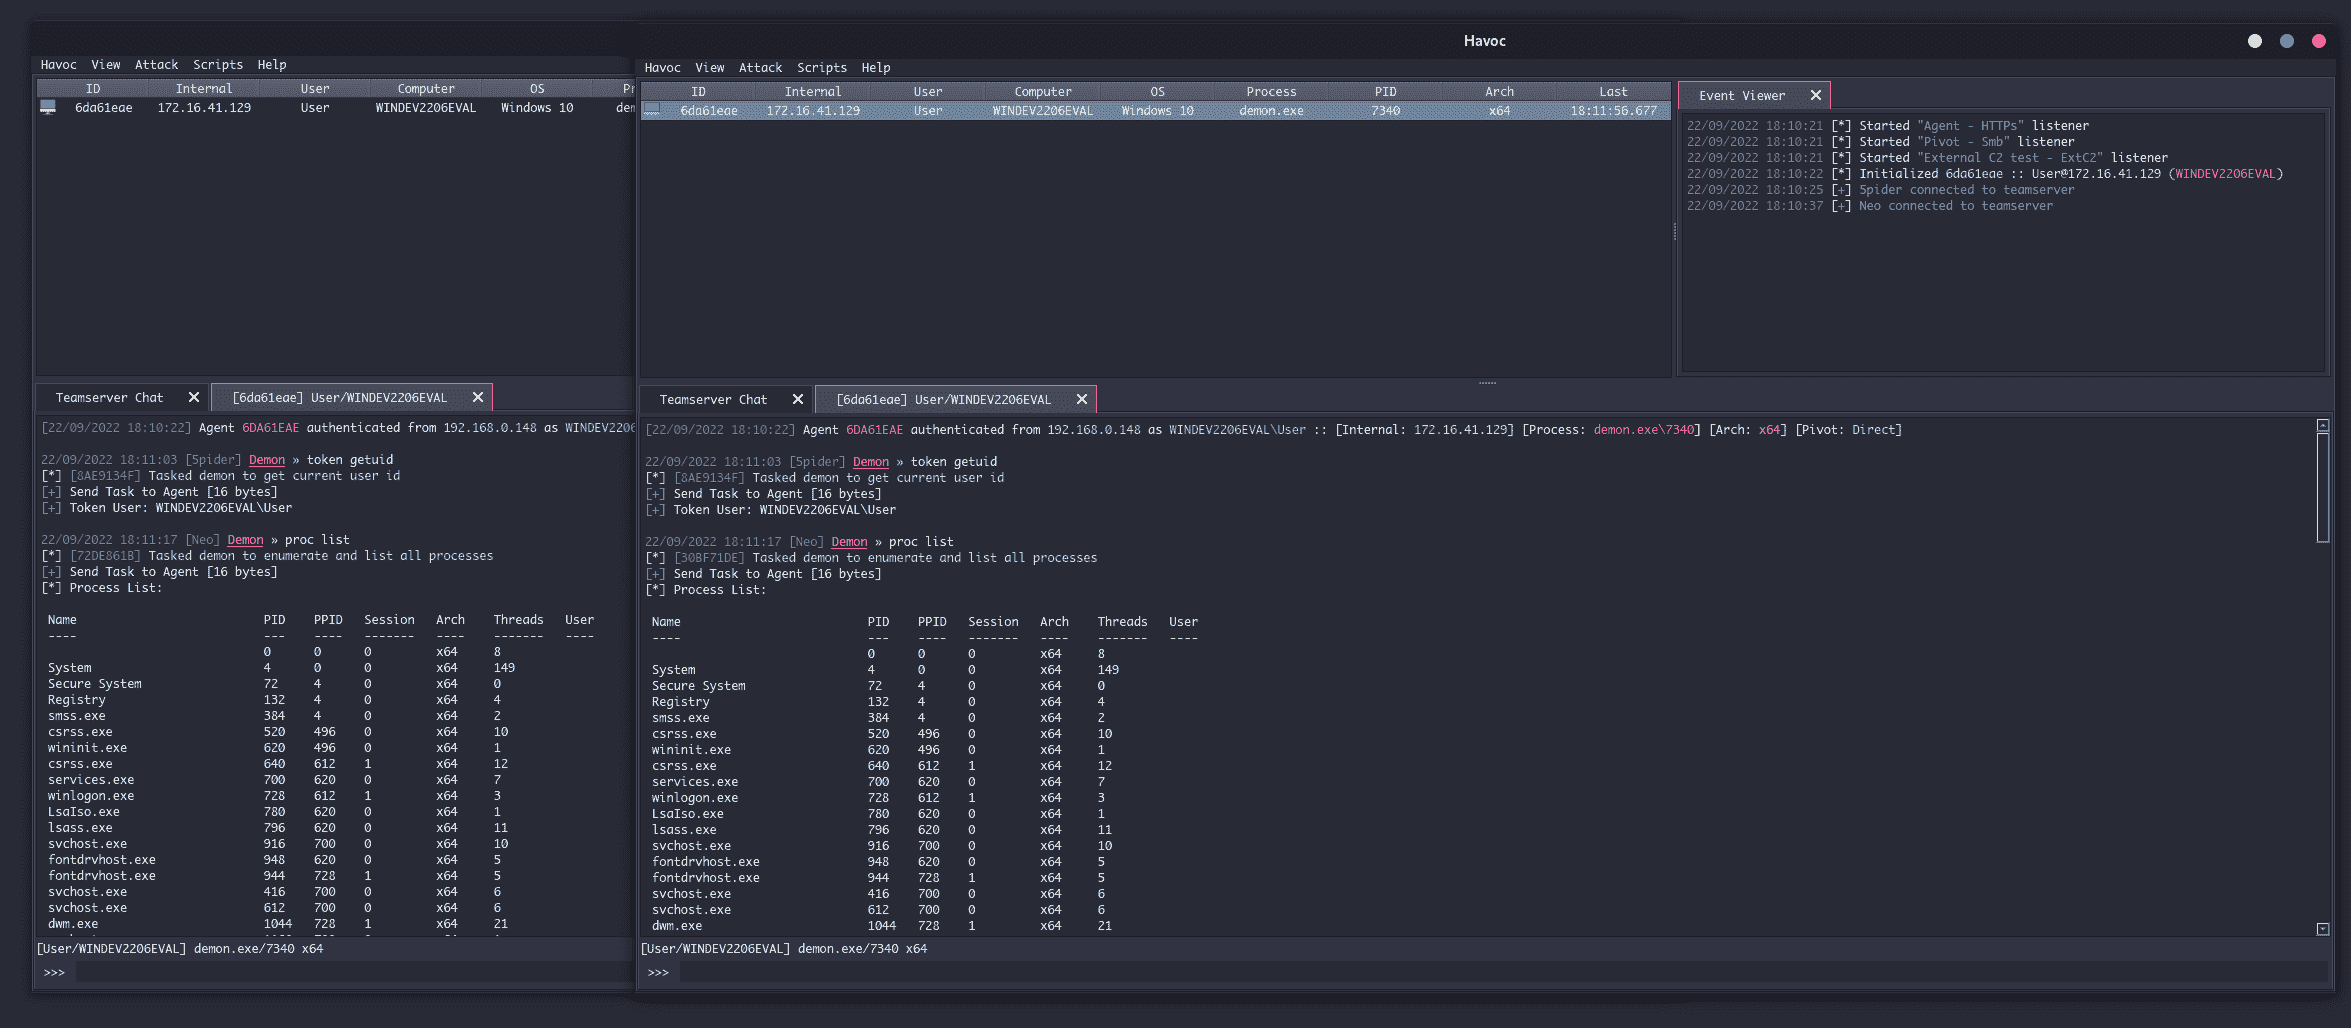 Havoc View Attack Scripts Help
ID Internal User Computer OS Pr
6da61eae 172.16.41.129 User WINDEV2206EVAL Windows 10 dem
Teamserver Chat [6da61eae] User/WINDEV2206EVAL
[22/09/2022 18:10:22] Agent 6DA61EAE authenticated from 192.168.0.148 as WINDEV2206
22/09/2022 18:11:03 [5pider] Demon » token getuid
[*] [8AE9134F] Tasked demon to get current user id
[+] Send Task to Agent [16 bytes]
[+] Token User: WINDEV2206EVAL\User
22/09/2022 18:11:17 [Neo] Demon » proc list
[*] [72DE861B] Tasked demon to enumerate and list all processes
[+] Send Task to Agent [16 bytes]
[*] Process List:
Name PID PPID Session Arch Threads User
---- --- ---- ------- ---- ------- ----
0 0 0 x64 8
System 4 0 0 x64 149
Secure System 72 4 0 x64 0
Registry 132 4 0 x64 4
smss.exe 384 4 0 x64 2
csrss.exe 520 496 0 x64 10
wininit.exe 620 496 0 x64 1
csrss.exe 640 612 1 x64 12
services.exe 700 620 0 x64 7
winlogon.exe 728 612 1 x64 3
LsaIso.exe 780 620 0 x64 1
lsass.exe 796 620 0 x64 11
svchost.exe 916 700 0 x64 10
fontdrvhost.exe 948 620 0 x64 5
fontdrvhost.exe 944 728 1 x64 5
svchost.exe 416 700 0 x64 6
svchost.exe 612 700 0 x64 6
dwm.exe 1044 728 1 x64 21
[User/WINDEV2206EVAL] demon.exe/7340 x64
>>>
Havoc
Havoc View Attack Scripts Help
ID Internal User Computer OS Process PID Arch Last
6da61eae 172.16.41.129 User WINDEV2206EVAL Windows 10 demon.exe 7340 x64 18:11:56.677
Event Viewer
22/09/2022 18:10:21 [*] Started "Agent - HTTPs" listener
22/09/2022 18:10:21 [*] Started "Pivot - Smb" listener
22/09/2022 18:10:21 [*] Started "External C2 test - ExtC2" listener
22/09/2022 18:10:22 [*] Initialized 6da61eae :: User@172.16.41.129 (WINDEV2206EVAL)
22/09/2022 18:10:25 [+] 5pider connected to teamserver
22/09/2022 18:10:37 [+] Neo connected to teamserver
Teamserver Chat [6da61eae] User/WINDEV2206EVAL
[22/09/2022 18:10:22] Agent 6DA61EAE authenticated from 192.168.0.148 as WINDEV2206EVAL\User :: [Internal: 172.16.41.129] [Process: demon.exe\7340] [Arch: x64] [Pivot: Direct]
22/09/2022 18:11:03 [5pider] Demon » token getuid
[*] [8AE9134F] Tasked demon to get current user id
[+] Send Task to Agent [16 bytes]
[+] Token User: WINDEV2206EVAL\User
22/09/2022 18:11:17 [Neo] Demon » proc list
[*] [30BF71DE] Tasked demon to enumerate and list all processes
[+] Send Task to Agent [16 bytes]
[*] Process List:
Name PID PPID Session Arch Threads User
---- --- ---- ------- ---- ------- ----
0 0 0 x64 8
System 4 0 0 x64 149
Secure System 72 4 0 x64 0
Registry 132 4 0 x64 4
smss.exe 384 4 0 x64 2
csrss.exe 520 496 0 x64 10
wininit.exe 620 496 0 x64 1
csrss.exe 640 612 1 x64 12
services.exe 700 620 0 x64 7
winlogon.exe 728 612 1 x64 3
LsaIso.exe 780 620 0 x64 1
lsass.exe 796 620 0 x64 11
svchost.exe 916 700 0 x64 10
fontdrvhost.exe 948 620 0 x64 5
fontdrvhost.exe 944 728 1 x64 5
svchost.exe 416 700 0 x64 6
svchost.exe 612 700 0 x64 6
dwm.exe 1044 728 1 x64 21
[User/WINDEV2206EVAL] demon.exe/7340 x64
>>>